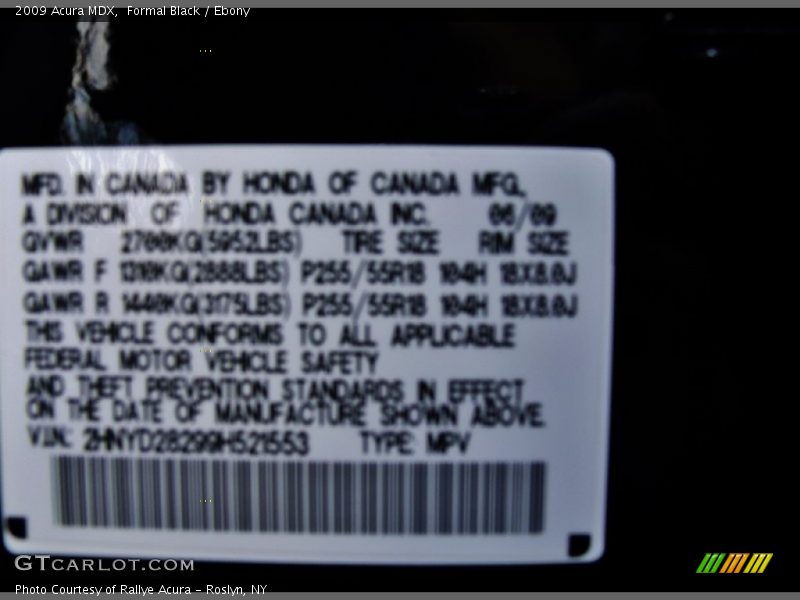 2009 Acura MDX,  Formal Black / Ebony
MFD. IN CANADA BY HONDA OF CANADA MFG.,
A DIVISION OF HONDA CANADA INC. 06/09
GVWR 2700KG(5952LBS) TIRE SIZE RIM SIZE
GAWR F 1310KG(2888LBS) P255/55R18 104H 18X8.0J
GAWR R 1440KG(3175LBS) P255/55R18 104H 18X8.0J
THIS VEHICLE CONFORMS TO ALL APPLICABLE
FEDERAL MOTOR VEHICLE SAFETY
AND THEFT PREVENTION STANDARDS IN EFFECT
ON THE DATE OF MANUFACTURE SHOWN ABOVE.
V.I.N.: 2HNYD28299H521553 TYPE: MPV
GTCARLOT.COM
Photo Courtesy of Rallye Acura – Roslyn, NY